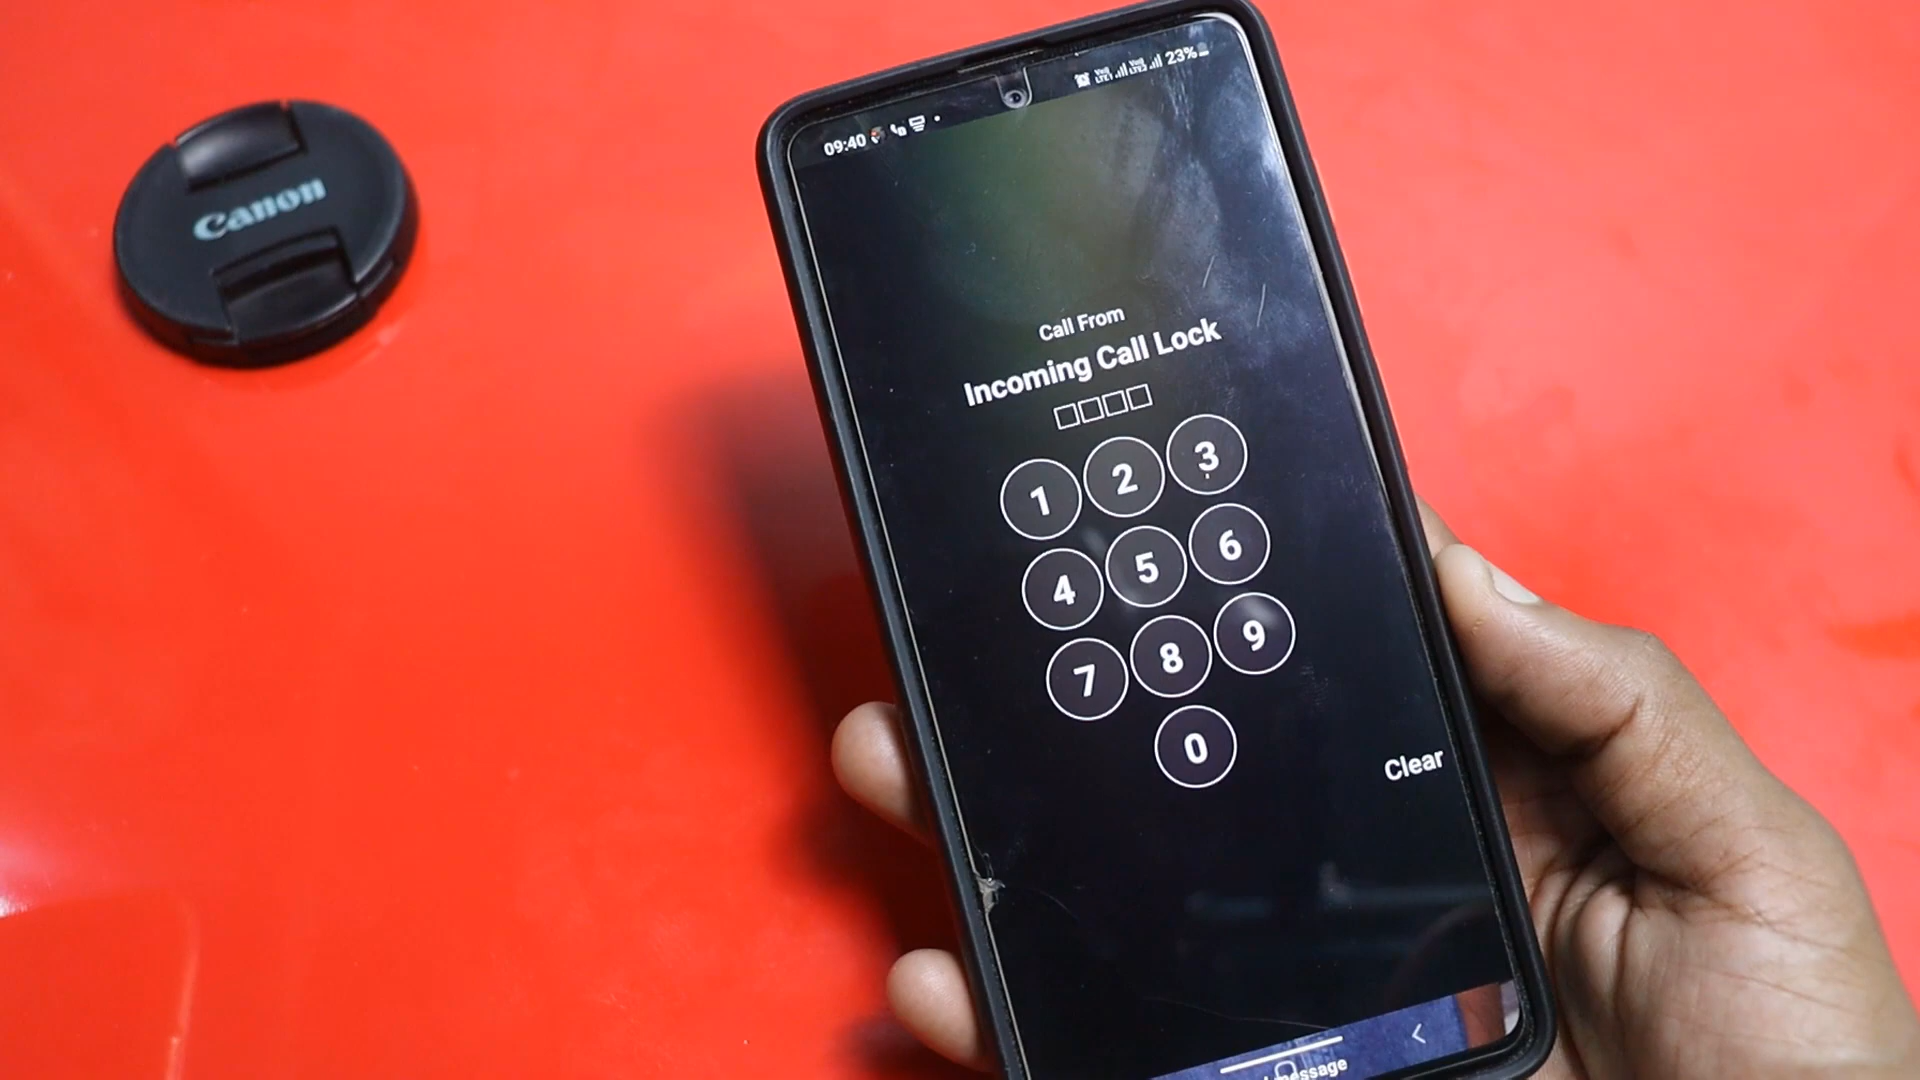 Canon
09:40
23%
Call From
Incoming Call Lock
1 2 3
4 5 6
7 8 9
0
Clear
message